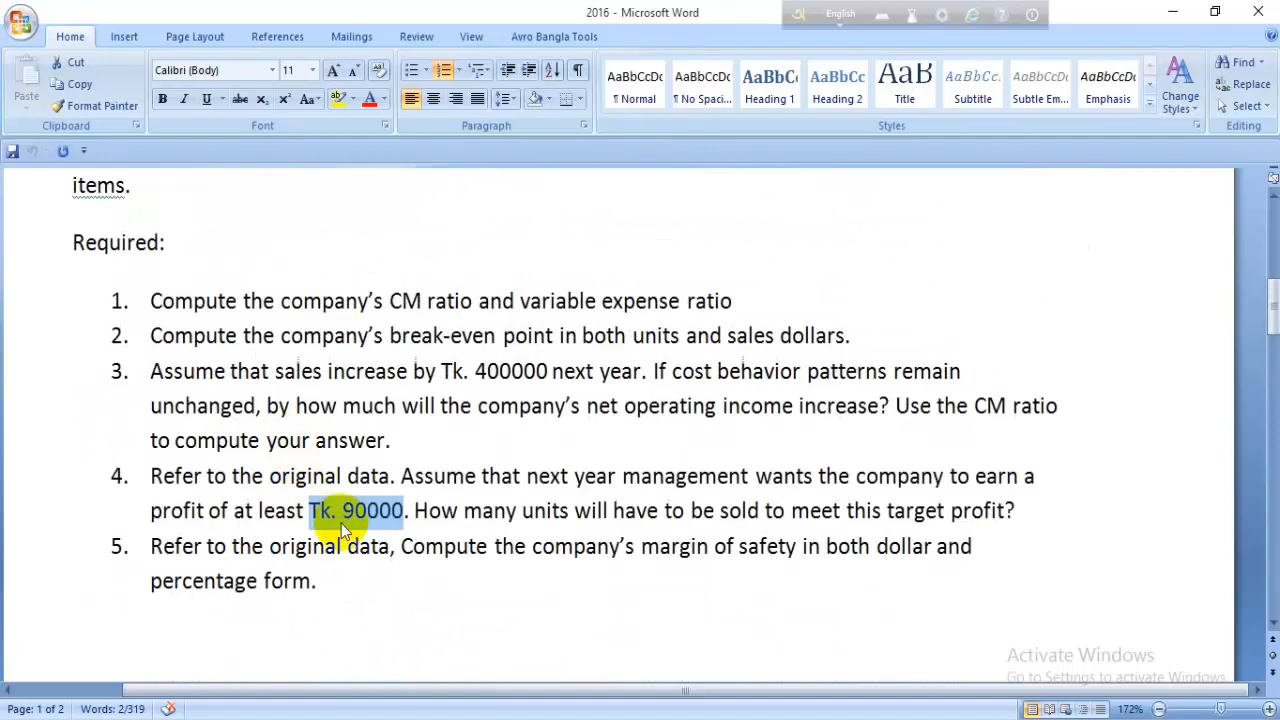 2016 - Microsoft Word
English
Home Insert Page Layout References Mailings Review View Avro Bangla Tools
Paste
Cut
Copy
Format Painter
Clipboard
Calibri (Body) 11
Font
Paragraph
AaBbCcDc AaBbCcDc AaBbCc AaBbCc AaB AaBbCc. AaBbCcDc AaBbCcDc
¶ Normal ¶ No Spaci... Heading 1 Heading 2 Title Subtitle Subtle Em... Emphasis
Styles
Change Styles
Find
Replace
Select
Editing
items.
Required:
1. Compute the company’s CM ratio and variable expense ratio
2. Compute the company’s break-even point in both units and sales dollars.
3. Assume that sales increase by Tk. 400000 next year. If cost behavior patterns remain
unchanged, by how much will the company’s net operating income increase? Use the CM ratio
to compute your answer.
4. Refer to the original data. Assume that next year management wants the company to earn a
profit of at least Tk. 90000. How many units will have to be sold to meet this target profit?
5. Refer to the original data, Compute the company’s margin of safety in both dollar and
percentage form.
Activate Windows
Go to Settings to activate Windows.
Page: 1 of 2 Words: 2/319 172%